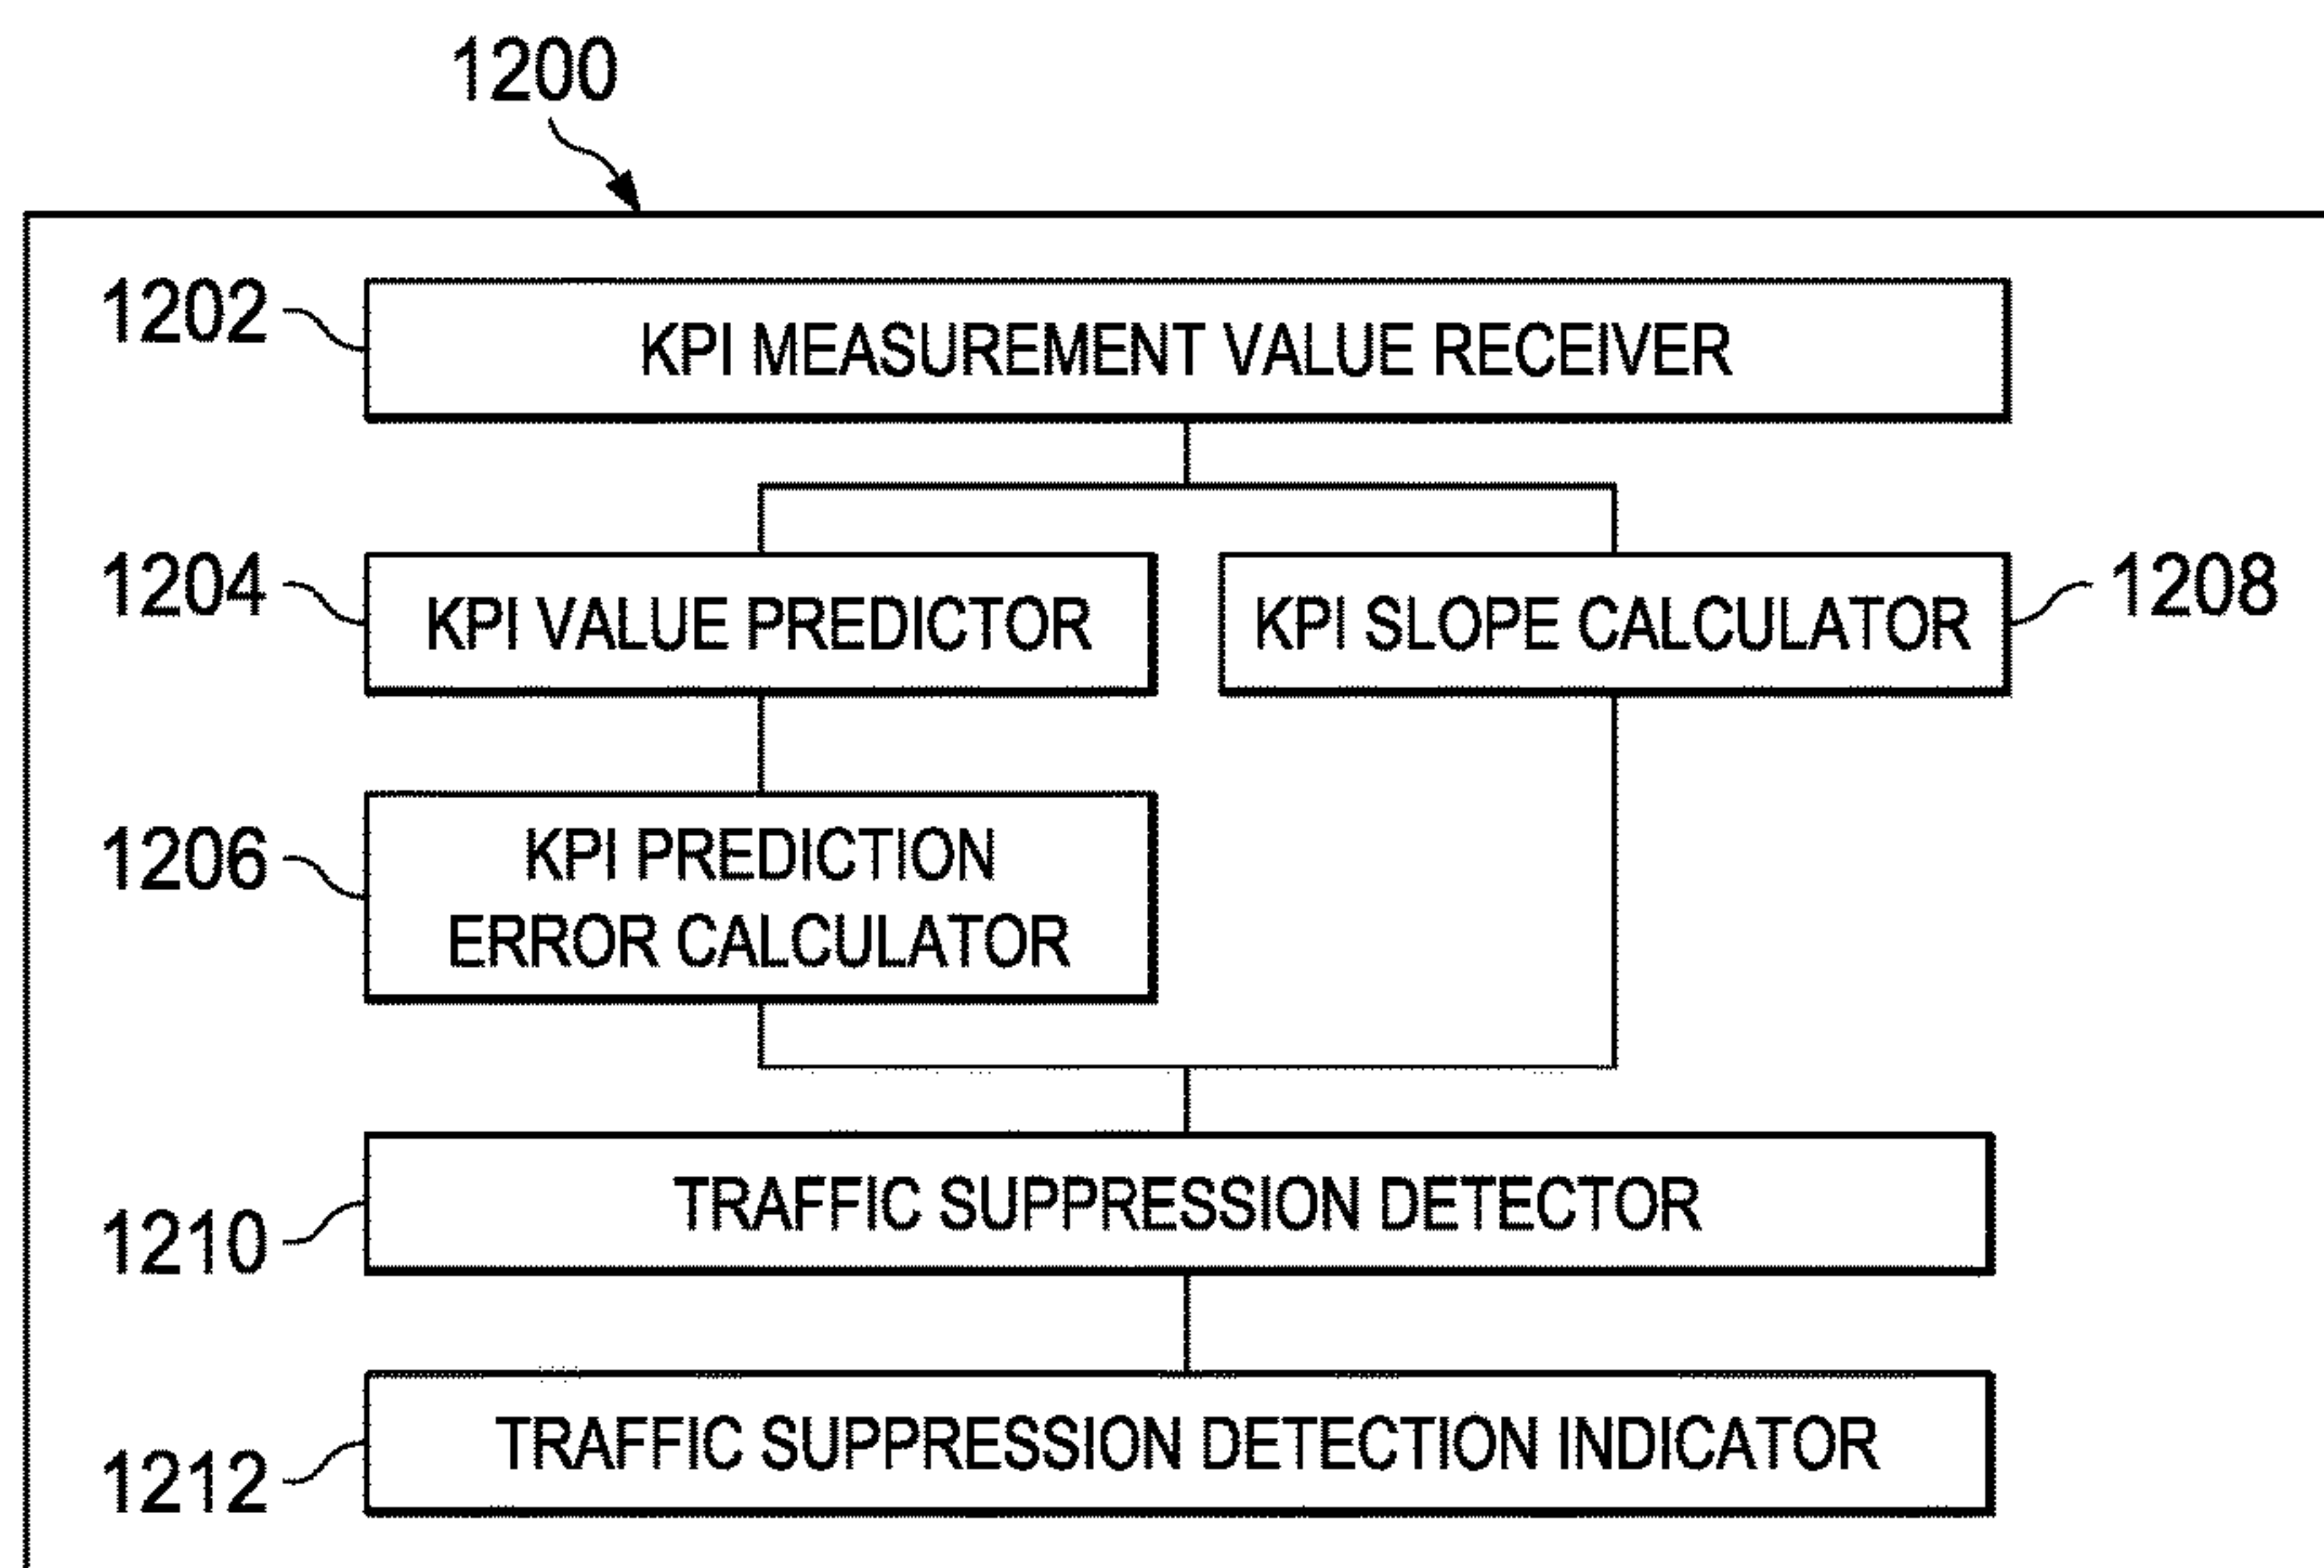 1200
1202
KPI MEASUREMENT VALUE RECEIVER
1204
KPI VALUE PREDICTOR
KPI SLOPE CALCULATOR
1208
1206
KPI PREDICTION
ERROR CALCULATOR
1210
TRAFFIC SUPPRESSION DETECTOR
1212
TRAFFIC SUPPRESSION DETECTION INDICATOR